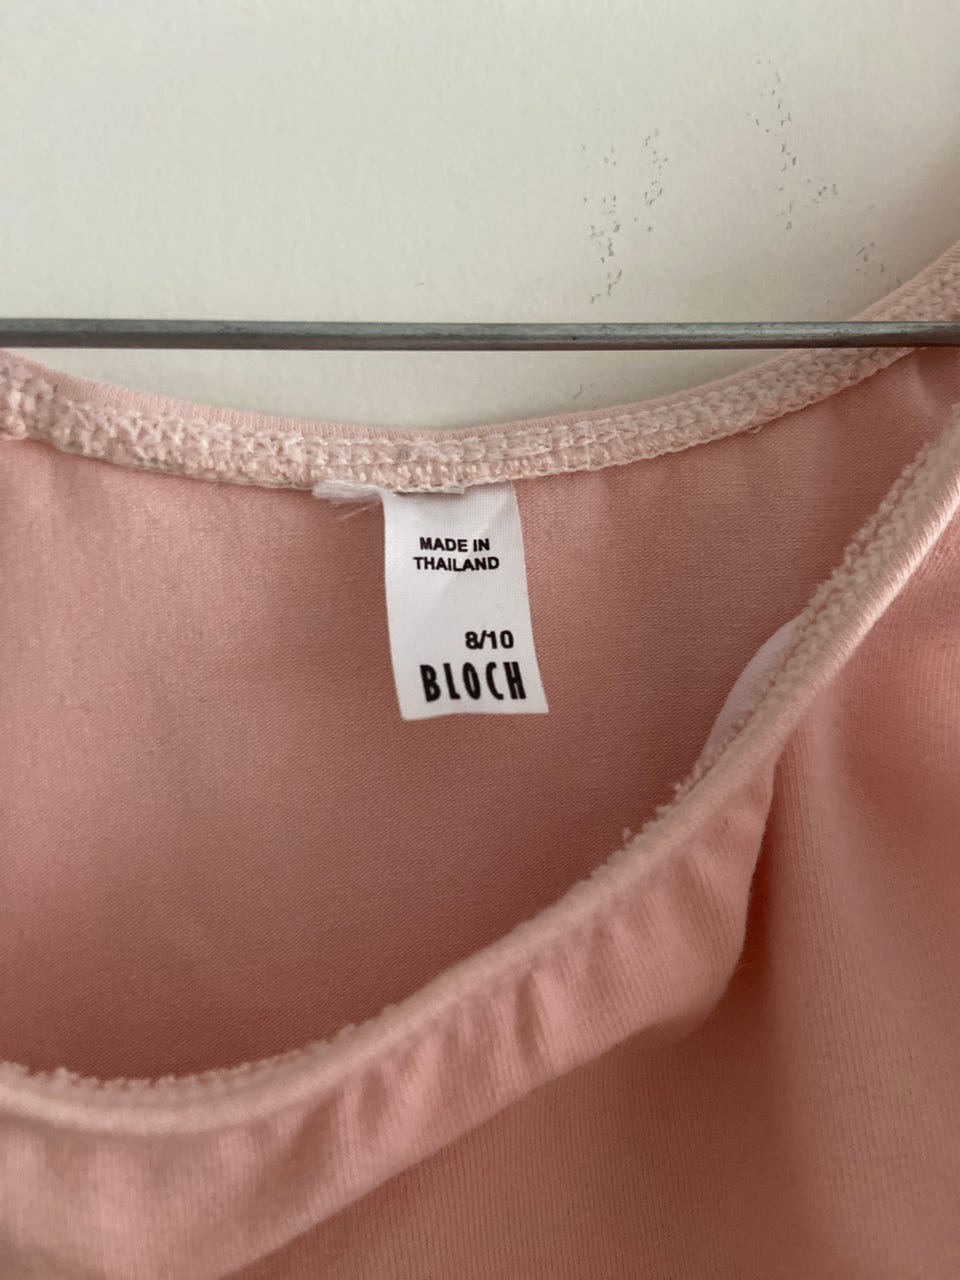 MADE IN
THAILAND
8/10
BLOCH